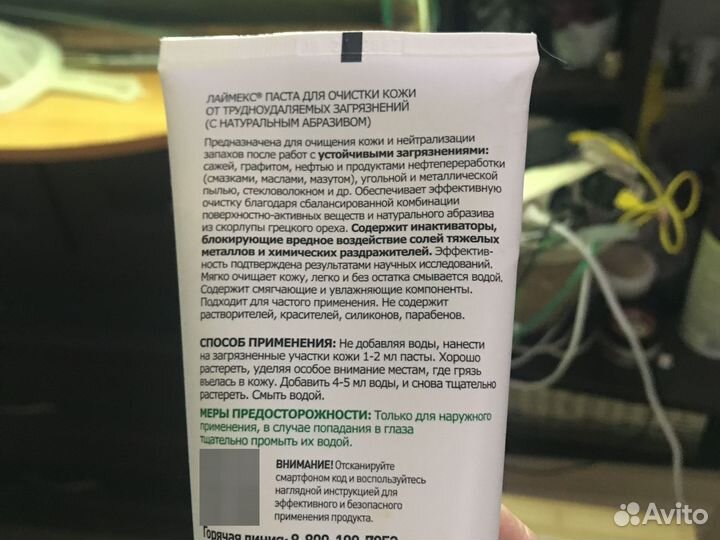 ЛАЙМЕКС® ПАСТА ДЛЯ ОЧИСТКИ КОЖИ
ОТ ТРУДНОУДАЛЯЕМЫХ ЗАГРЯЗНЕНИЙ
(С НАТУРАЛЬНЫМ АБРАЗИВОМ)
Предназначена для очищения кожи и нейтрализации
запахов после работ с устойчивыми загрязнениями:
сажей, графитом, нефтью и продуктами нефтепереработки
(смазками, маслами, мазутом), угольной и металлической
пылью, стекловолокном и др. Обеспечивает эффективную
очистку благодаря сбалансированной комбинации
поверхностно-активных веществ и натурального абразива
из скорлупы грецкого ореха. Содержит инактиваторы,
блокирующие вредное воздействие солей тяжелых
металлов и химических раздражителей. Эффектив-
ность подтверждена результатами научных исследований.
Мягко очищает кожу, легко и без остатка смывается водой.
Содержит смягчающие и увлажняющие компоненты.
Подходит для частого применения. Не содержит
растворителей, красителей, силиконов, парабенов.
СПОСОБ ПРИМЕНЕНИЯ: Не добавляя воды, нанести
на загрязненные участки кожи 1-2 мл пасты. Хорошо
растереть, уделяя особое внимание местам, где грязь
въелась в кожу. Добавить 4-5 мл воды, и снова тщательно
растереть. Смыть водой.
МЕРЫ ПРЕДОСТОРОЖНОСТИ: Только для наружного
применения, в случае попадания в глаза
тщательно промыть их водой.
ВНИМАНИЕ! Отсканируйте
смартфоном код и воспользуйтесь
наглядной инструкцией для
эффективного и безопасного
применения продукта.
Горячая линия:
Avito